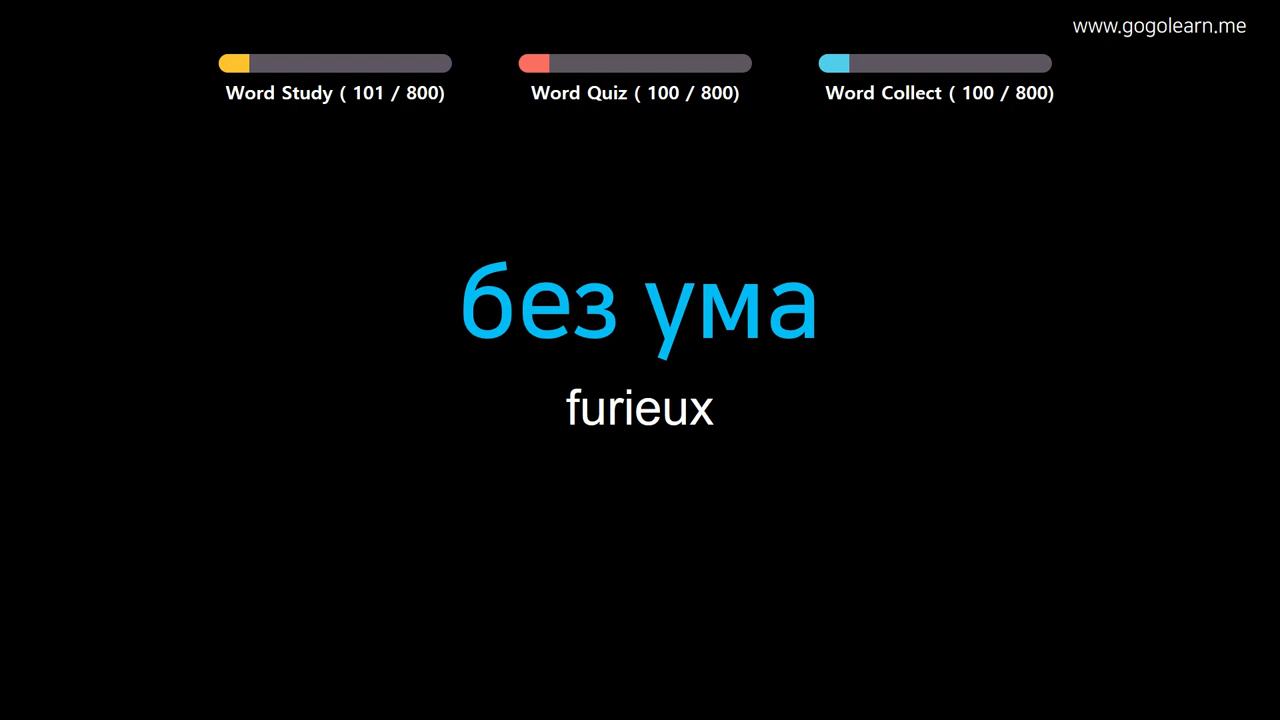 www.gogolearn.me
Word Study ( 101 / 800)
Word Quiz ( 100 / 800)
Word Collect ( 100 / 800)
без ума
furieux